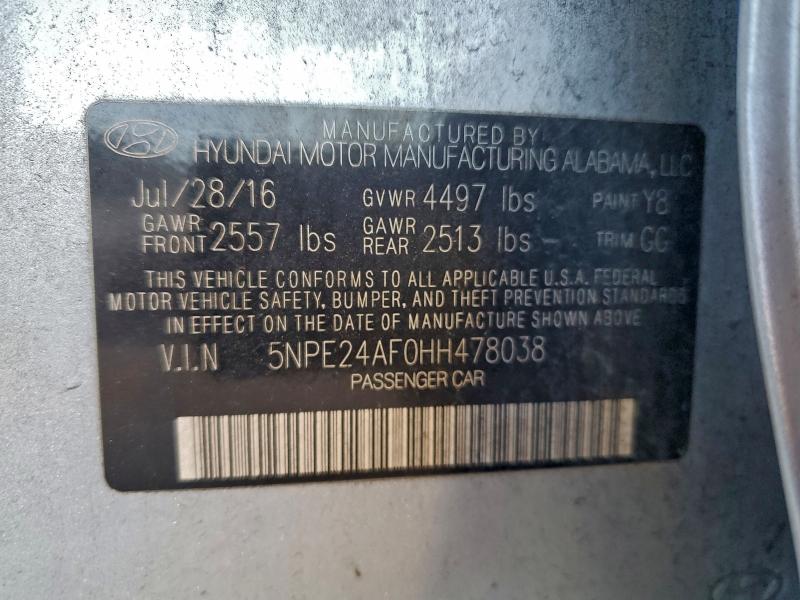 MANUFACTURED BY
HYUNDAI MOTOR MANUFACTURING ALABAMA, LLC
Jul/28/16 GVWR 4497 lbs PAINT Y8
GAWR FRONT 2557 lbs GAWR REAR 2513 lbs TRIM GG
THIS VEHICLE CONFORMS TO ALL APPLICABLE U.S.A. FEDERAL
MOTOR VEHICLE SAFETY, BUMPER, AND THEFT PREVENTION STANDARDS
IN EFFECT ON THE DATE OF MANUFACTURE SHOWN ABOVE.
V.I.N 5NPE24AF0HH478038
PASSENGER CAR